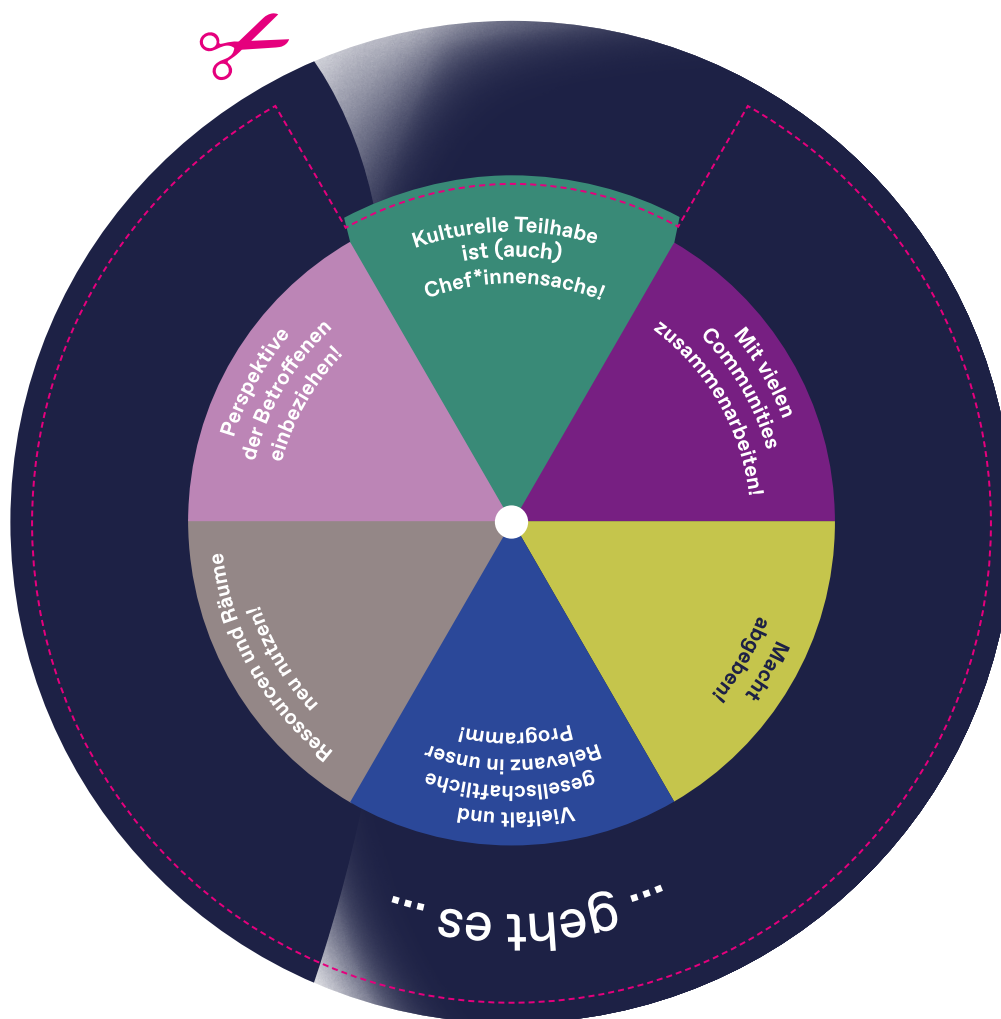 Kulturelle Teilhabe
ist (auch)
Chef*innensache!
Mit vielen
Communities
zusammenarbeiten!
Macht
abgeben!
Vielfalt und
gesellschaftliche
Relevanz in unser
Programm!
Ressourcen und Räume
neu nutzen!
Perspektive
der Betroffenen
einbeziehen!
... geht es ...